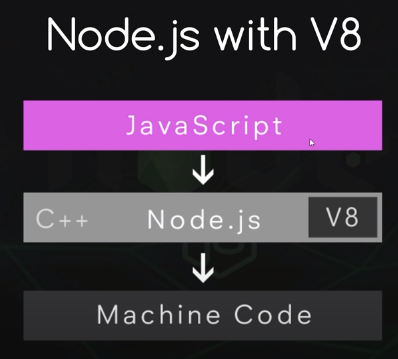 Node.js with V8
JavaScript
C++ Node.js V8
Machine Code